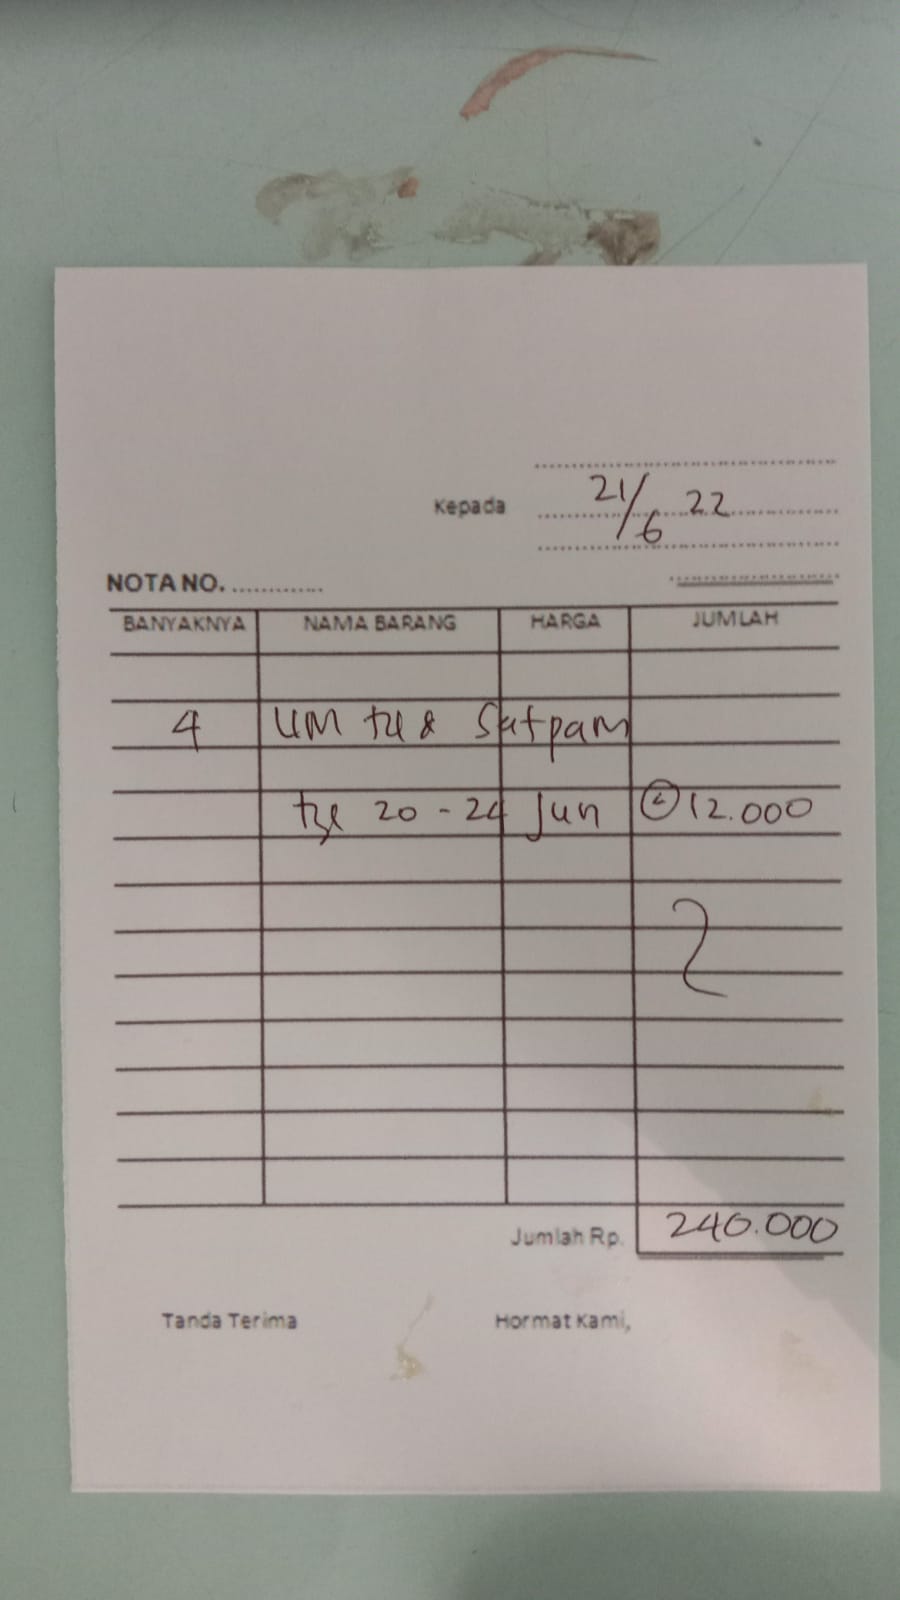 21/6 22
Kepada
NOTA NO. .............
BANYAKNYA NAMA BARANG HARGA JUMLAH
4 UM TU & Satpam
tgl 20 - 24 Jun @ 12.000
Jumlah Rp. 240.000
Tanda Terima Hormat Kami,